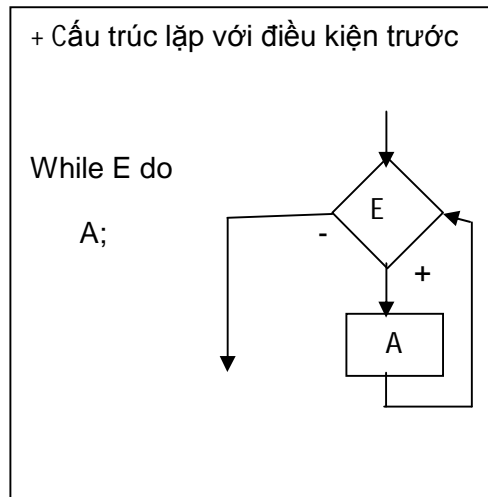 + Cấu trúc lặp với điều kiện trước
While E do
A;
E
-
+
A